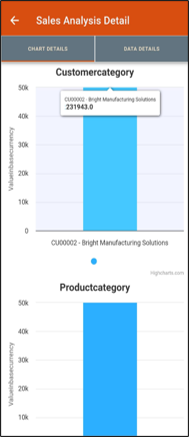 Sales Analysis Detail
CHART DETAILS
DATA DETAILS
Customercategory
50k
40k
30k
20k
10k
0
Valueinbasecurrency
CU00002 - Bright Manufacturing Solutions
231943.0
CU00002 - Bright Manufacturing Solutions
Highcharts.com
Productcategory
50k
40k
30k
20k
10k
Valueinbasecurrency